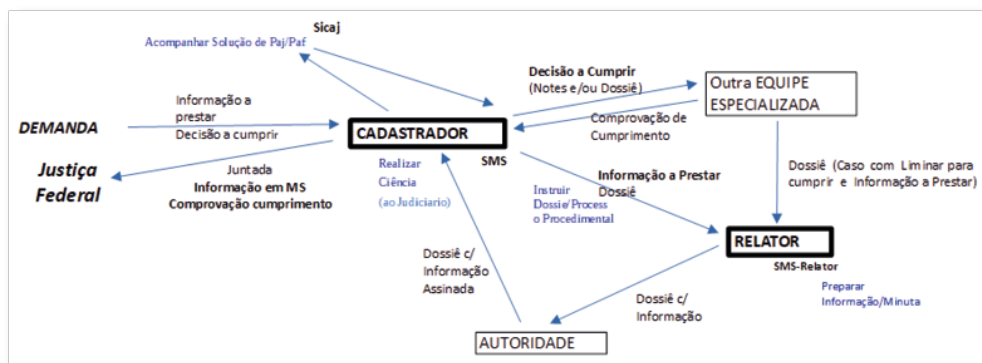 Sicaj
Acompanhar Solução de Paj/Paf
Decisão a Cumprir
(Notes e/ou Dossiê)
Outra EQUIPE
ESPECIALIZADA
Informação a
prestar
Decisão a cumprir
DEMANDA
CADASTRADOR
SMS
Comprovação de
Cumprimento
Justiça
Federal
Juntada
Informação em MS
Comprovação cumprimento
Realizar
Ciência
(ao Judiciario)
Informação a Prestar
Dossiê
Instruir
Dossie/Process
o Procedimental
Dossiê (Caso com Liminar para
cumprir e Informação a Prestar)
RELATOR
SMS-Relator
Preparar
Informação/Minuta
Dossiê c/
Informação
Assinada
Dossiê c/
Informação
AUTORIDADE